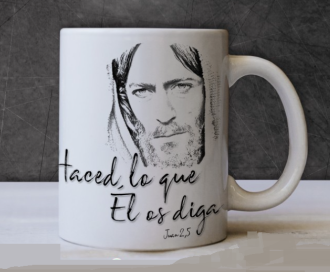 Haced lo que
Él os diga
Juan 2,5